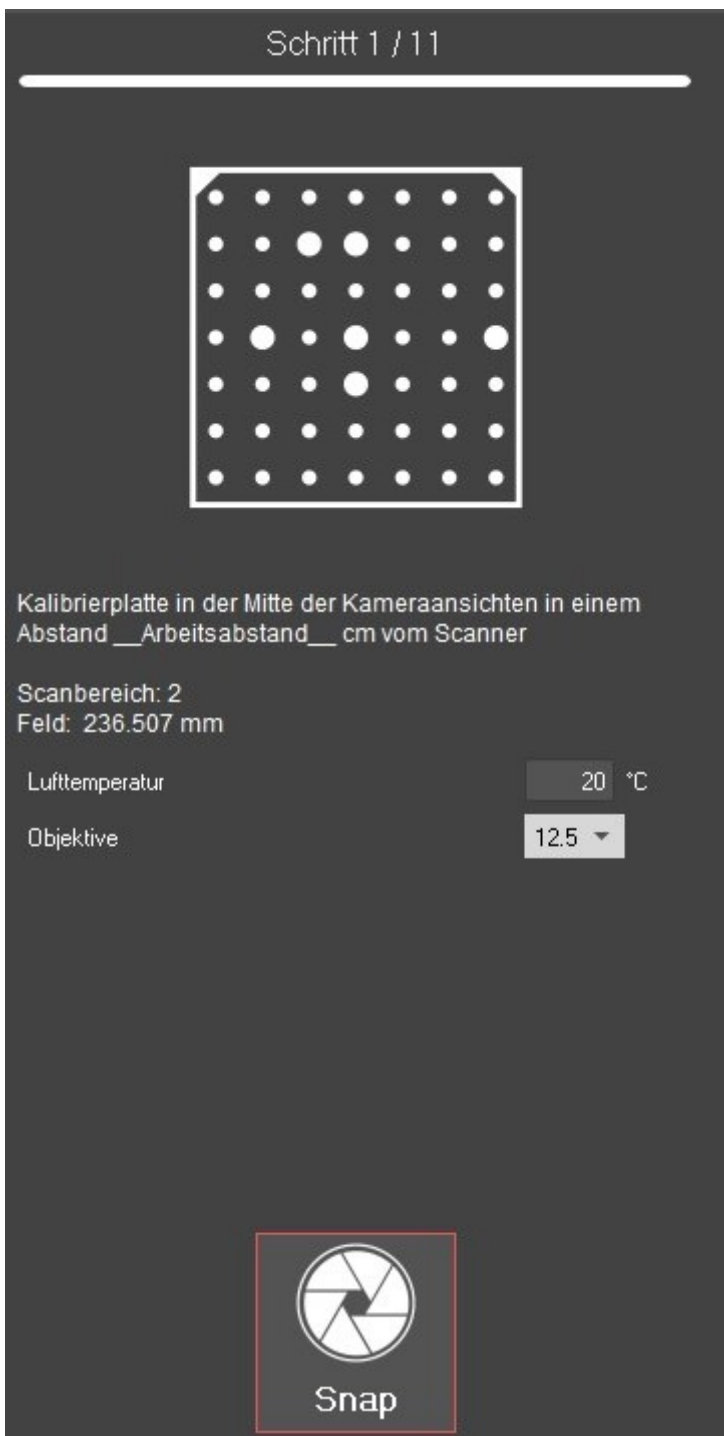 Schritt 1 / 11
Kalibrierplatte in der Mitte der Kameraansichten in einem
Abstand __Arbeitsabstand__ cm vom Scanner
Scanbereich: 2
Feld: 236.507 mm
Lufttemperatur 20 °C
Objektive 12.5
Snap